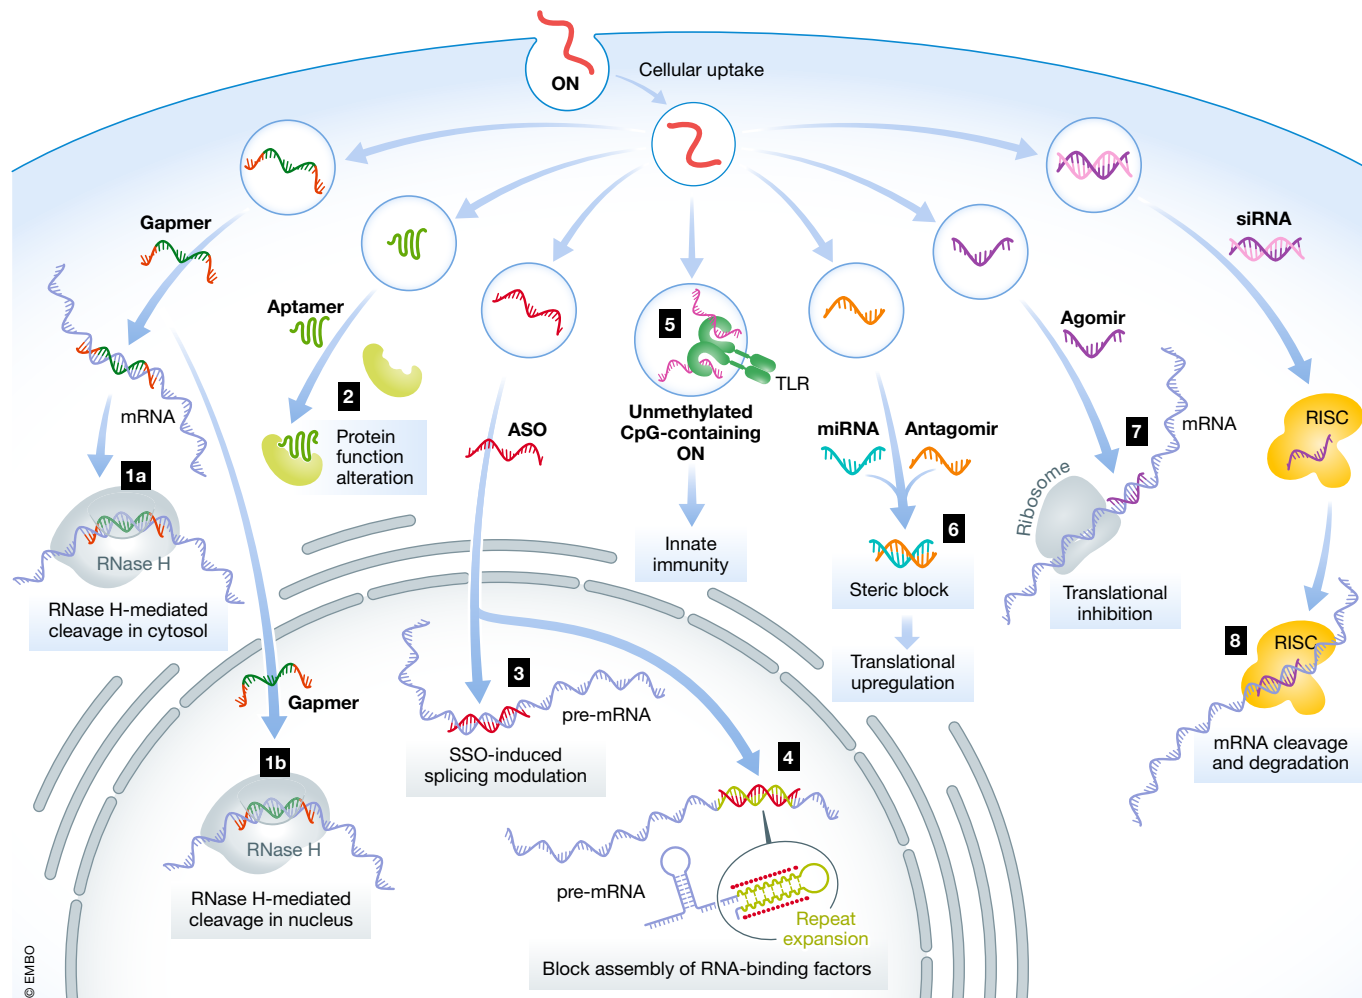 ON
Cellular uptake
Gapmer
mRNA
1a
RNase H
RNase H-mediated
cleavage in cytosol
Gapmer
1b
RNase H
RNase H-mediated
cleavage in nucleus
Aptamer
2
Protein
function
alteration
ASO
3
pre-mRNA
SSO-induced
splicing modulation
4
pre-mRNA
Repeat
expansion
Block assembly of RNA-binding factors
5
TLR
Unmethylated
CpG-containing
ON
Innate
immunity
miRNA
Antagomir
6
Steric block
Translational
upregulation
Agomir
7
mRNA
Ribosome
Translational
inhibition
siRNA
RISC
8
RISC
mRNA cleavage
and degradation
© EMBO